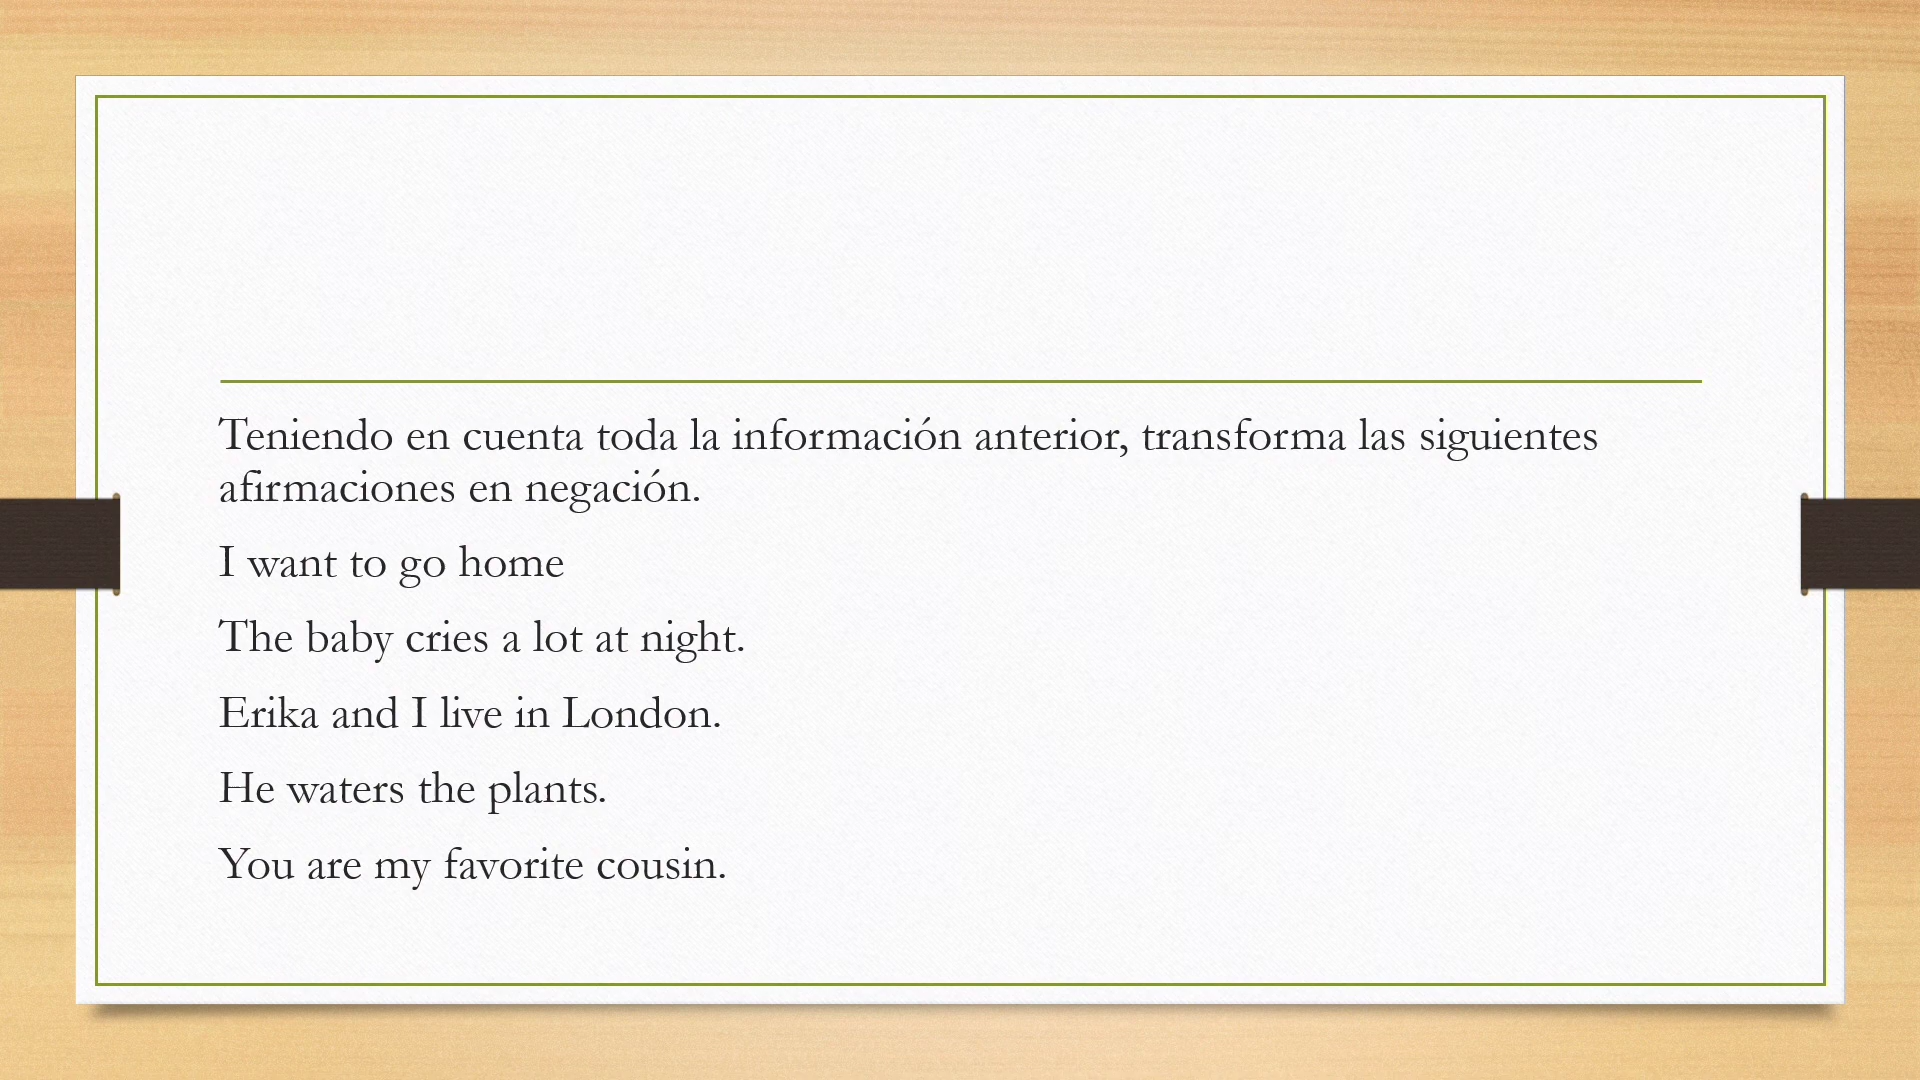 Teniendo en cuenta toda la información anterior, transforma las siguientes
afirmaciones en negación.
I want to go home
The baby cries a lot at night.
Erika and I live in London.
He waters the plants.
You are my favorite cousin.